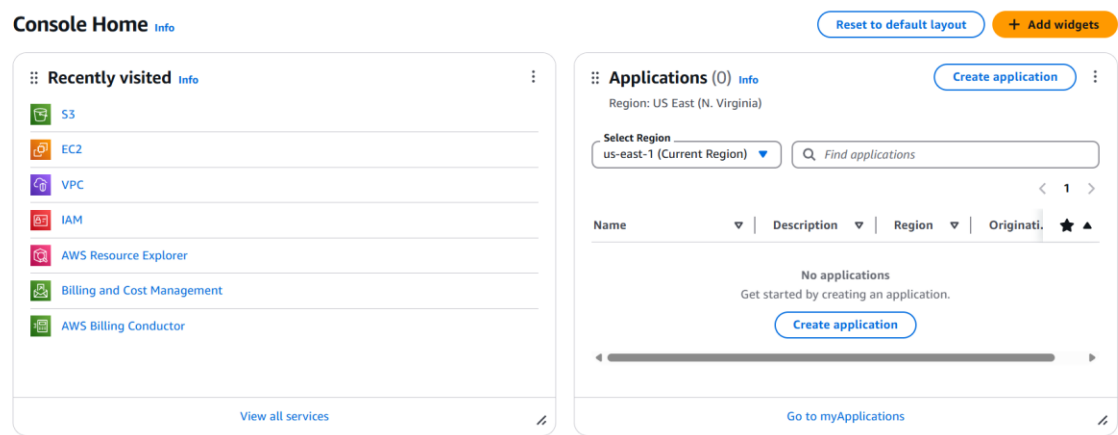 Console Home Info
Reset to default layout
+ Add widgets
Recently visited Info
S3
EC2
VPC
IAM
AWS Resource Explorer
Billing and Cost Management
AWS Billing Conductor
View all services
Applications (0) Info
Create application
Region: US East (N. Virginia)
Select Region
us-east-1 (Current Region)
Find applications
1
Name Description Region Originati.
No applications
Get started by creating an application.
Create application
Go to myApplications